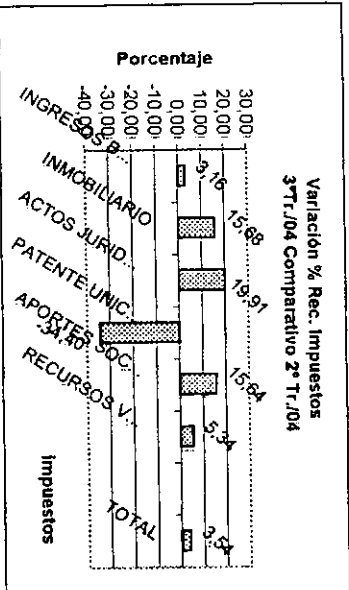 Variación % Rec. Impuestos
3°Tr./04 Comparativo 2° Tr./04
Porcentaje
30,00
20,00
10,00
0,00
-10,00
-20,00
-30,00
-40,00
3,16
15,68
19,91
-34,40
15,64
5,34
3,54
INGRESOS B...
INMOBILIARIO
ACTOS JURID...
PATENTE UNIC...
APORTES SOC...
RECURSOS V...
TOTAL
impuestos